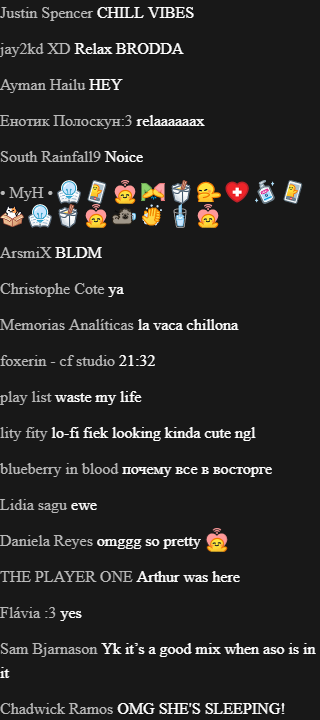 Justin Spencer CHILL VIBES
jay2kd XD Relax BRODDA
Ayman Hailu HEY
Енотик Полоскун:3 relaaaaaax
South Rainfall9 Noice
• MyH •
ArsmiX BLDM
Christophe Cote ya
Memorias Analíticas la vaca chillona
foxerin - cf studio 21:32
play list waste my life
lity fity lo-fi fiek looking kinda cute ngl
blueberry in blood почему все в восторге
Lidia sagu ewe
Daniela Reyes omggg so pretty
THE PLAYER ONE Arthur was here
Flávia :3 yes
Sam Bjarnason Yk it’s a good mix when aso is in
it
Chadwick Ramos OMG SHE'S SLEEPING!